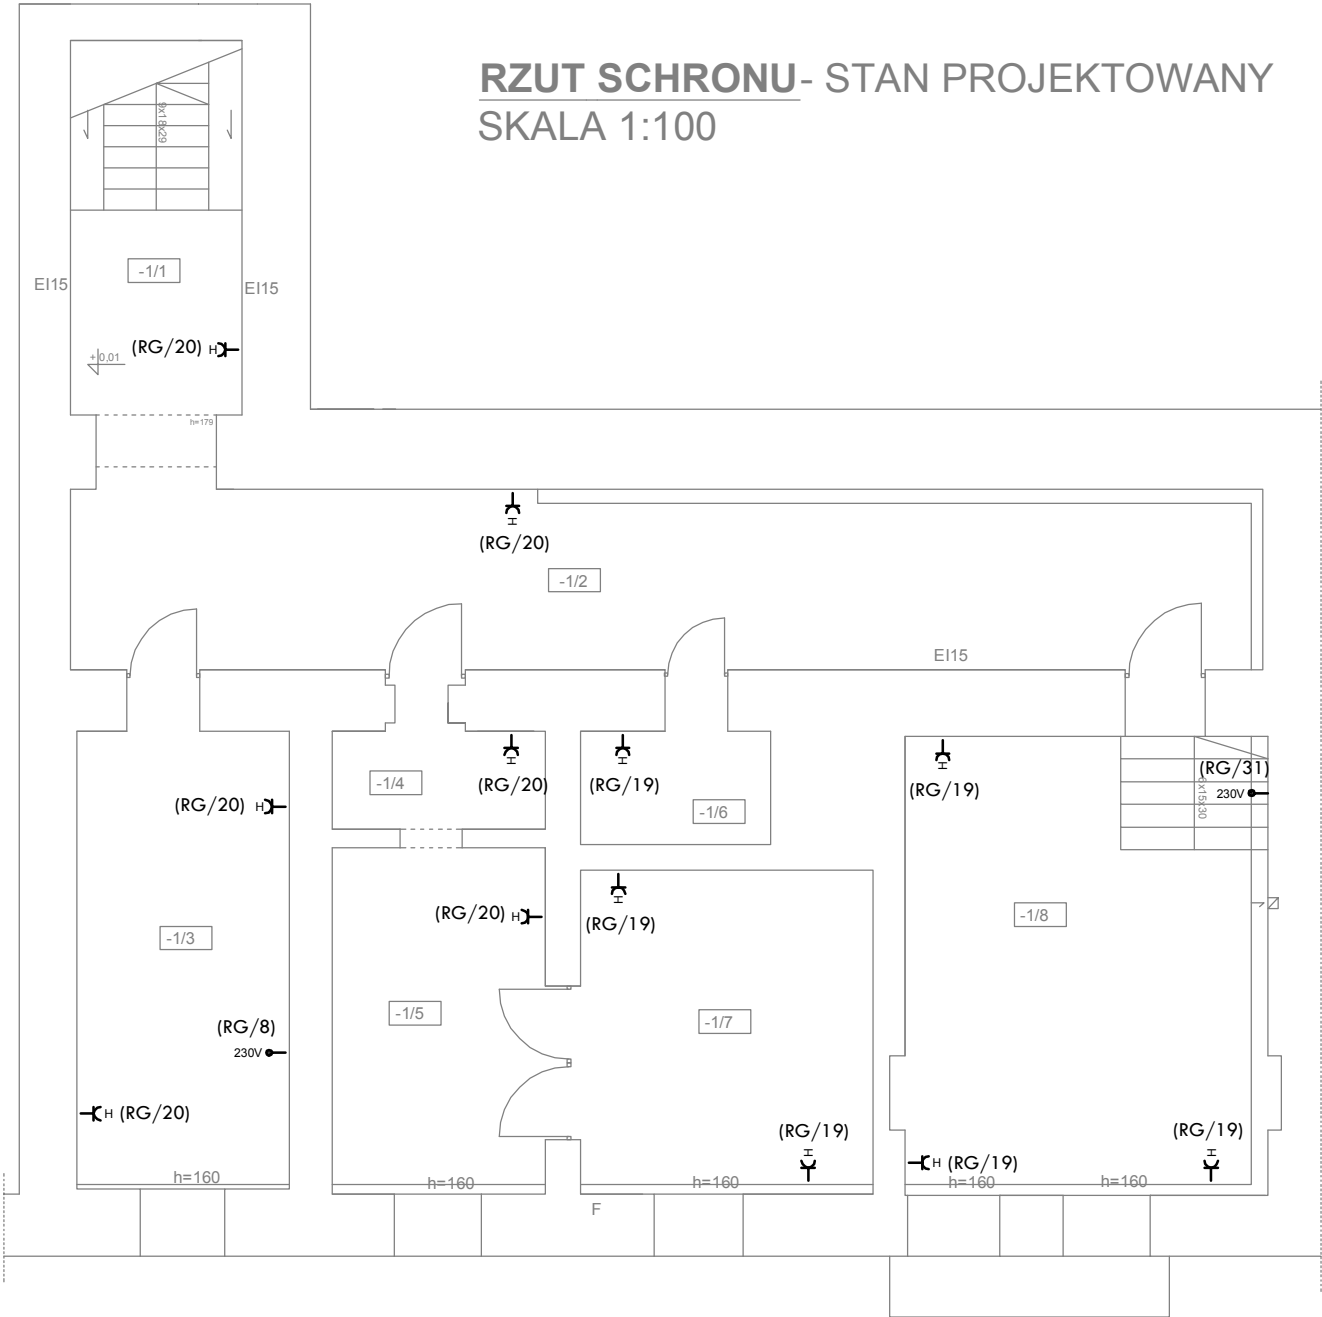 RZUT SCHRONU - STAN PROJEKTOWANY
SKALA 1:100
9x18x29
-1/1
EI15
EI15
(RG/20) H
+0,01
h=179
H
(RG/20)
-1/2
EI15
H
(RG/20)
H
(RG/19)
H
(RG/19)
(RG/31)
230V
-1/4
-1/6
(RG/20) H
H
(RG/19)
(RG/20) H
-1/8
-1/3
-1/5
-1/7
(RG/8)
230V
H (RG/20)
(RG/19)
H
(RG/19)
H
H (RG/19)
h=160
h=160
h=160
h=160
h=160
F